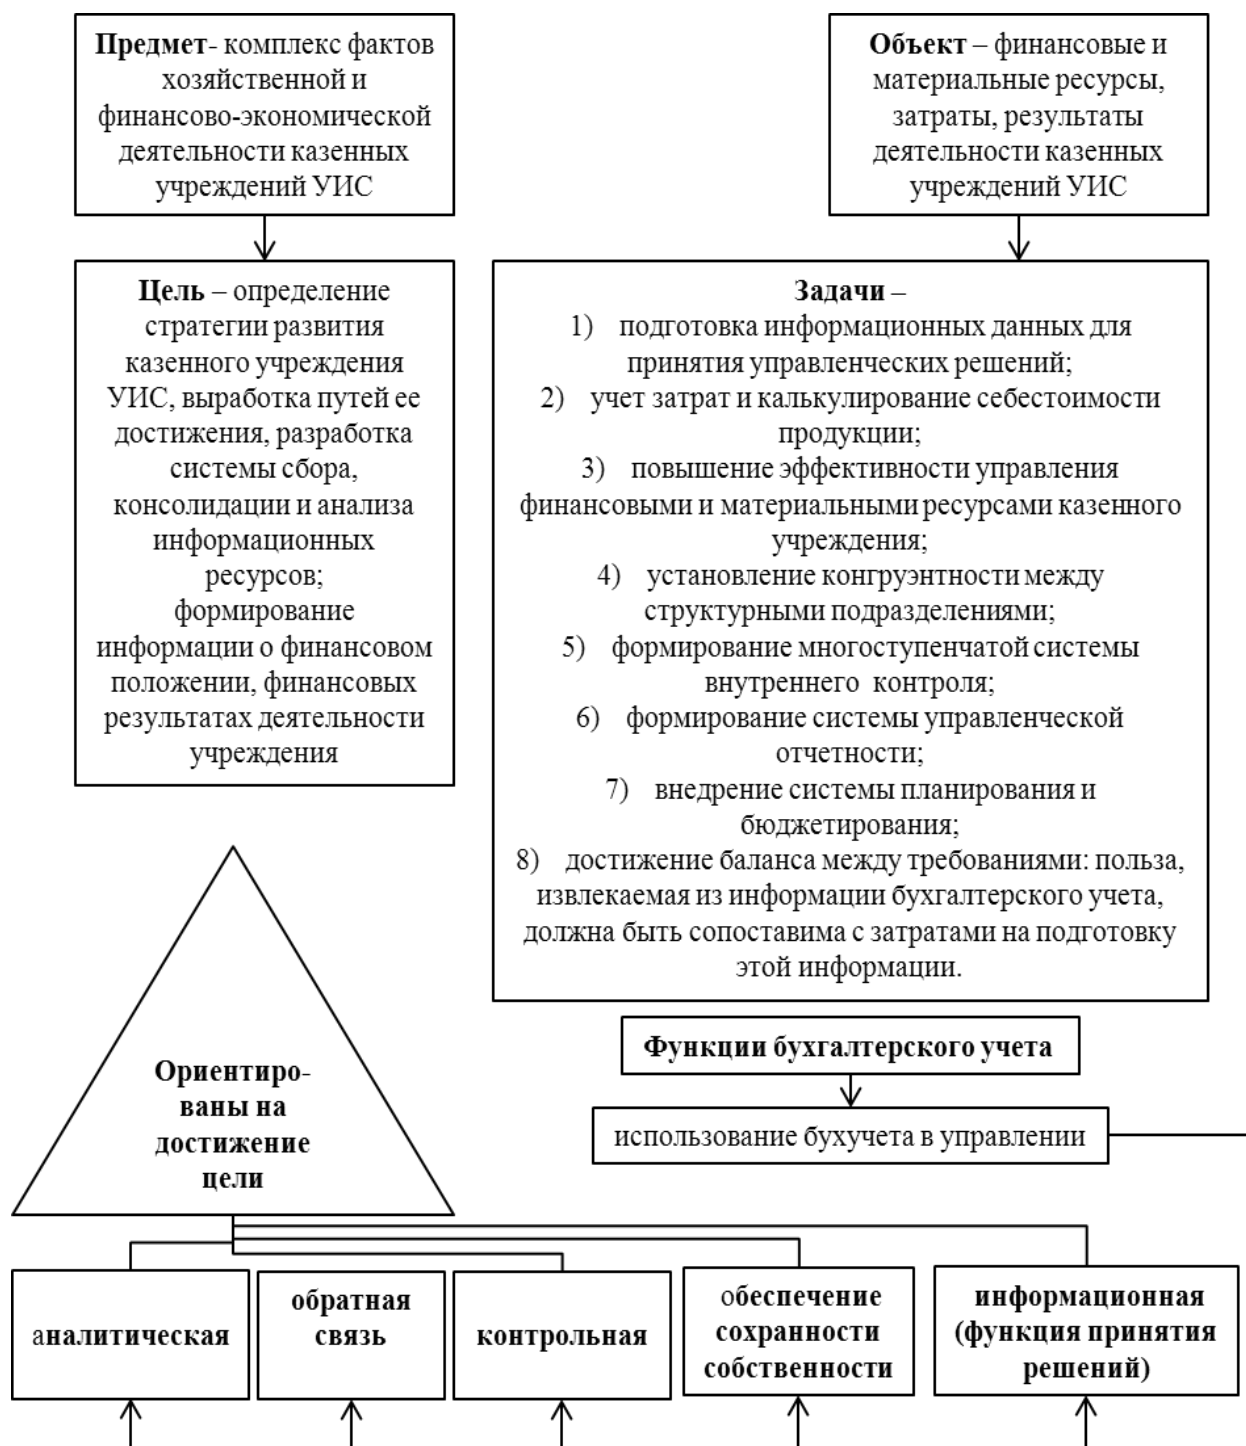 Предмет- комплекс фактов
хозяйственной и
финансово-экономической
деятельности казенных
учреждений УИС
Объект – финансовые и
материальные ресурсы,
затраты, результаты
деятельности казенных
учреждений УИС
Цель – определение
стратегии развития
казенного учреждения
УИС, выработка путей ее
достижения, разработка
системы сбора,
консолидации и анализа
информационных
ресурсов;
формирование
информации о финансовом
положении, финансовых
результатах деятельности
учреждения
Задачи –
1) подготовка информационных данных для
принятия управленческих решений;
2) учет затрат и калькулирование себестоимости
продукции;
3) повышение эффективности управления
финансовыми и материальными ресурсами казенного
учреждения;
4) установление конгруэнтности между
структурными подразделениями;
5) формирование многоступенчатой системы
внутреннего контроля;
6) формирование системы управленческой
отчетности;
7) внедрение системы планирования и
бюджетирования;
8) достижение баланса между требованиями: польза,
извлекаемая из информации бухгалтерского учета,
должна быть сопоставима с затратами на подготовку
этой информации.
Функции бухгалтерского учета
использование бухучета в управлении
Ориентиро-
ваны на
достижение
цели
аналитическая
обратная
связь
контрольная
обеспечение
сохранности
собственности
информационная
(функция принятия
решений)